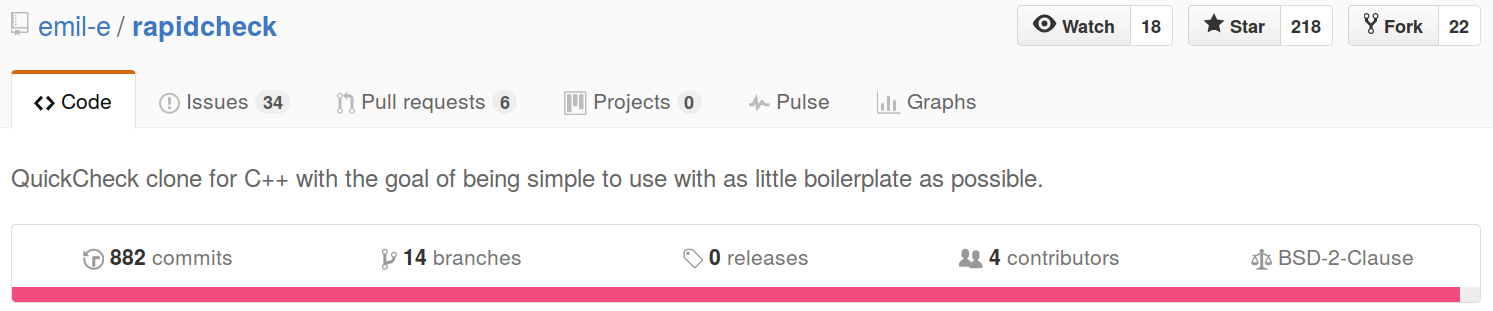 emil-e / rapidcheck Watch 18 Star 218 Fork 22
Code Issues 34 Pull requests 6 Projects 0 Pulse Graphs
QuickCheck clone for C++ with the goal of being simple to use with as little boilerplate as possible.
882 commits 14 branches 0 releases 4 contributors BSD-2-Clause